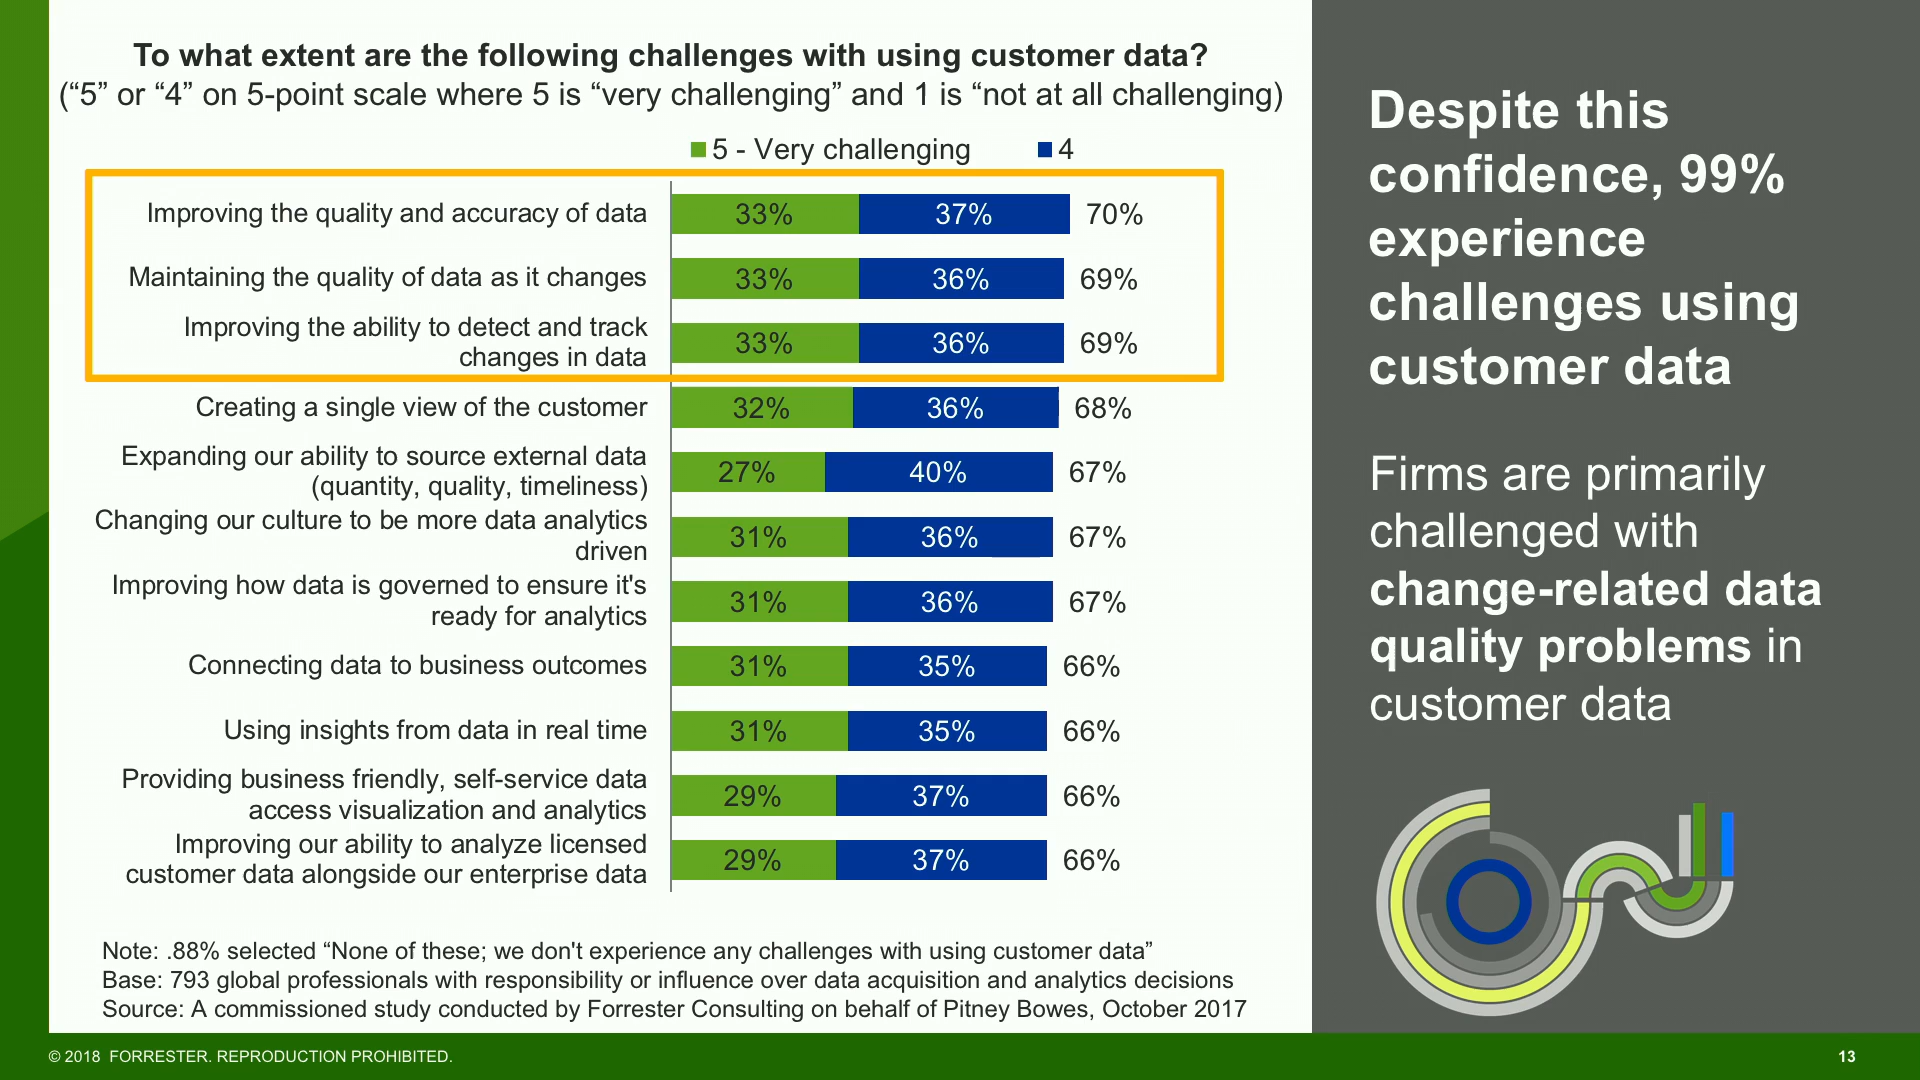 To what extent are the following challenges with using customer data?
(“5” or “4” on 5-point scale where 5 is “very challenging” and 1 is “not at all challenging)
5 - Very challenging 4
Improving the quality and accuracy of data 33% 37% 70%
Maintaining the quality of data as it changes 33% 36% 69%
Improving the ability to detect and track
changes in data 33% 36% 69%
Creating a single view of the customer 32% 36% 68%
Expanding our ability to source external data
(quantity, quality, timeliness) 27% 40% 67%
Changing our culture to be more data analytics
driven 31% 36% 67%
Improving how data is governed to ensure it's
ready for analytics 31% 36% 67%
Connecting data to business outcomes 31% 35% 66%
Using insights from data in real time 31% 35% 66%
Providing business friendly, self-service data
access visualization and analytics 29% 37% 66%
Improving our ability to analyze licensed
customer data alongside our enterprise data 29% 37% 66%
Note: .88% selected “None of these; we don't experience any challenges with using customer data”
Base: 793 global professionals with responsibility or influence over data acquisition and analytics decisions
Source: A commissioned study conducted by Forrester Consulting on behalf of Pitney Bowes, October 2017
Despite this
confidence, 99%
experience
challenges using
customer data
Firms are primarily
challenged with
change-related data
quality problems in
customer data
© 2018 FORRESTER. REPRODUCTION PROHIBITED.
13